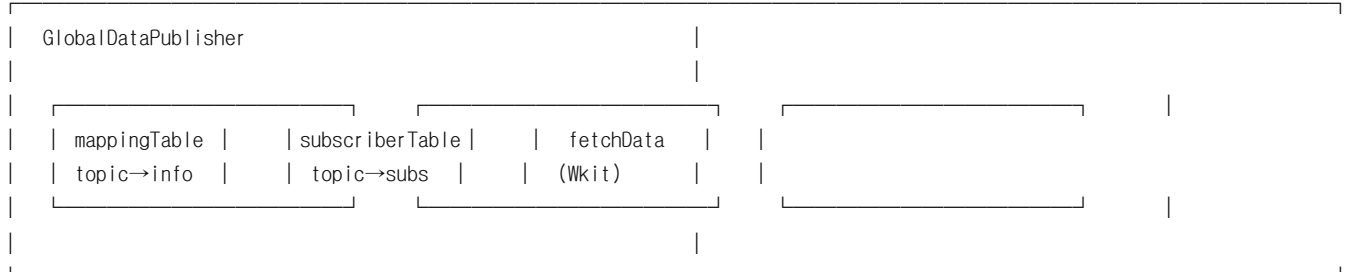 GlobalDataPublisher
mappingTable subscriberTable fetchData
topic→info topic→subs (Wkit)